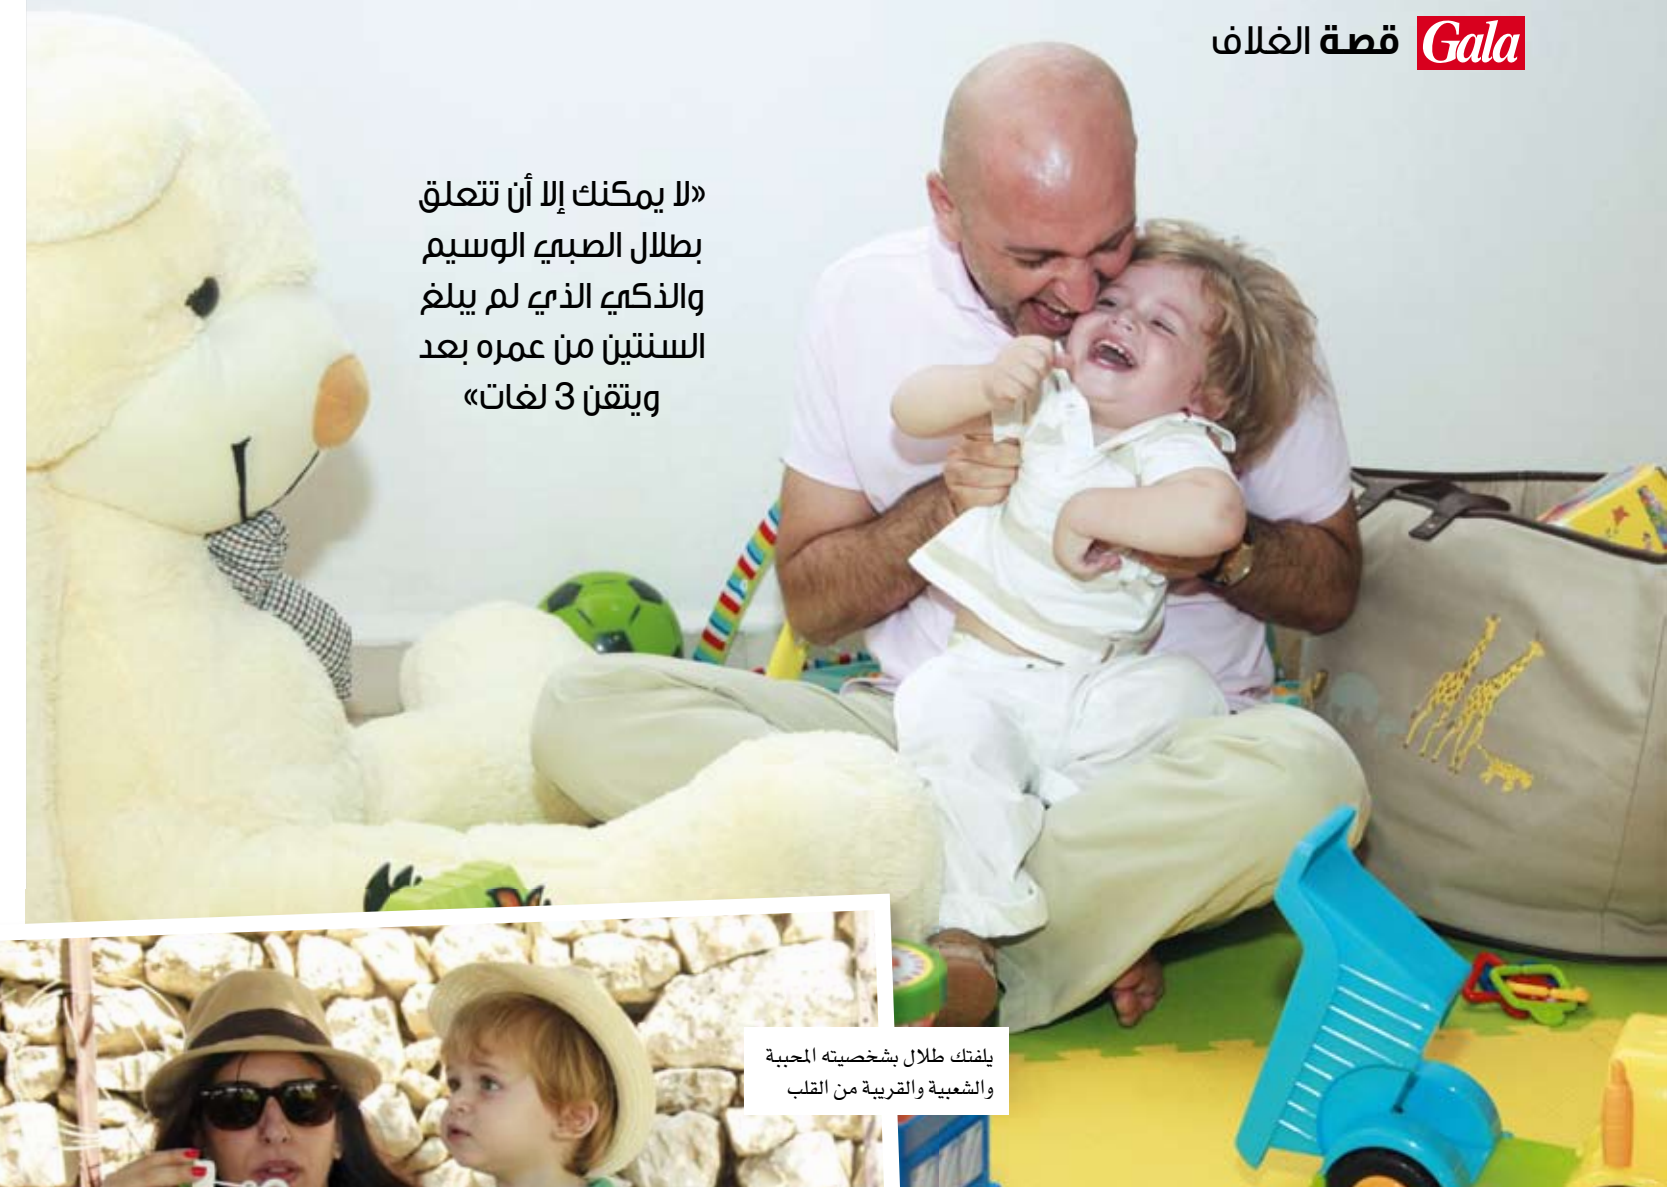 Gala قصة الغلاف
«لا يمكنك إلا أن تتعلق
بطلال الصبي الوسيم
والذكي الذي لم يبلغ
السنتين من عمره بعد
ويتقن 3 لغات»
يلفتك طلال بشخصيته المحببة
والشعبية والقريبة من القلب